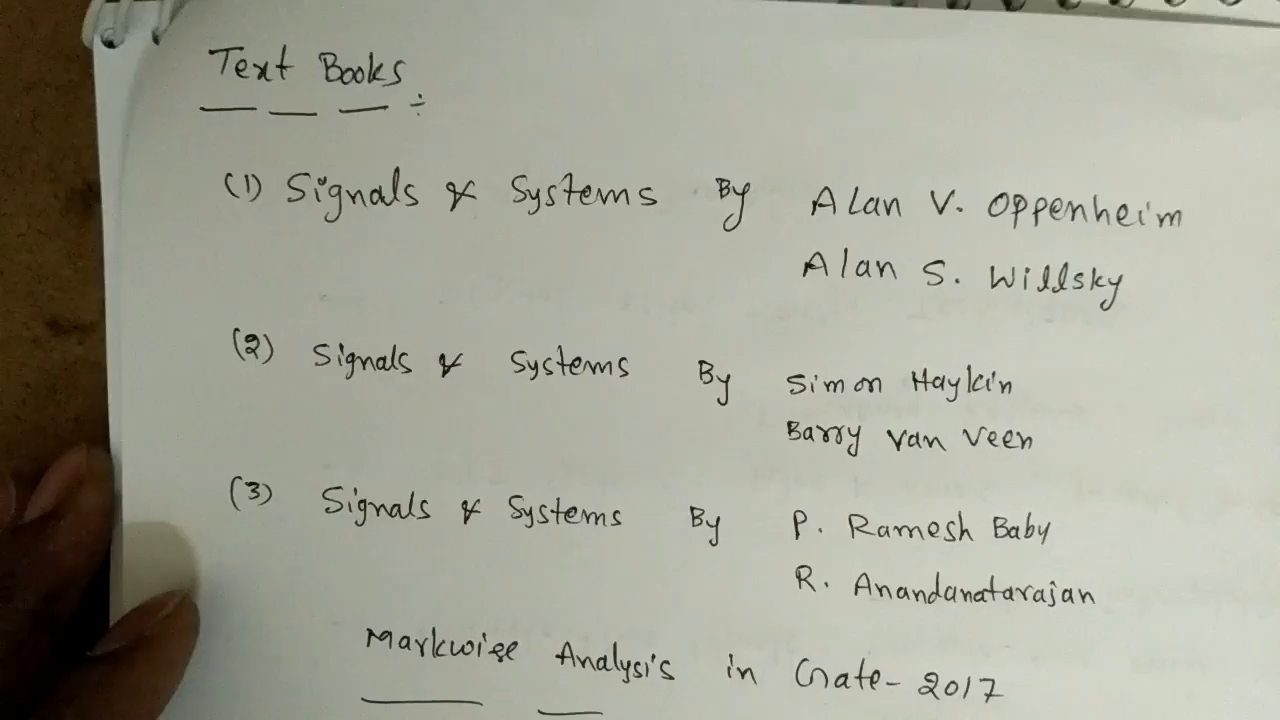 Text Books :
(1) Signals & Systems By Alan V. Oppenheim
Alan S. Willsky
(2) Signals & Systems By Simon Haykin
Barry Van Veen
(3) Signals & Systems By P. Ramesh Baby
R. Anandanatarajan
Markwise Analysis in Gate - 2017